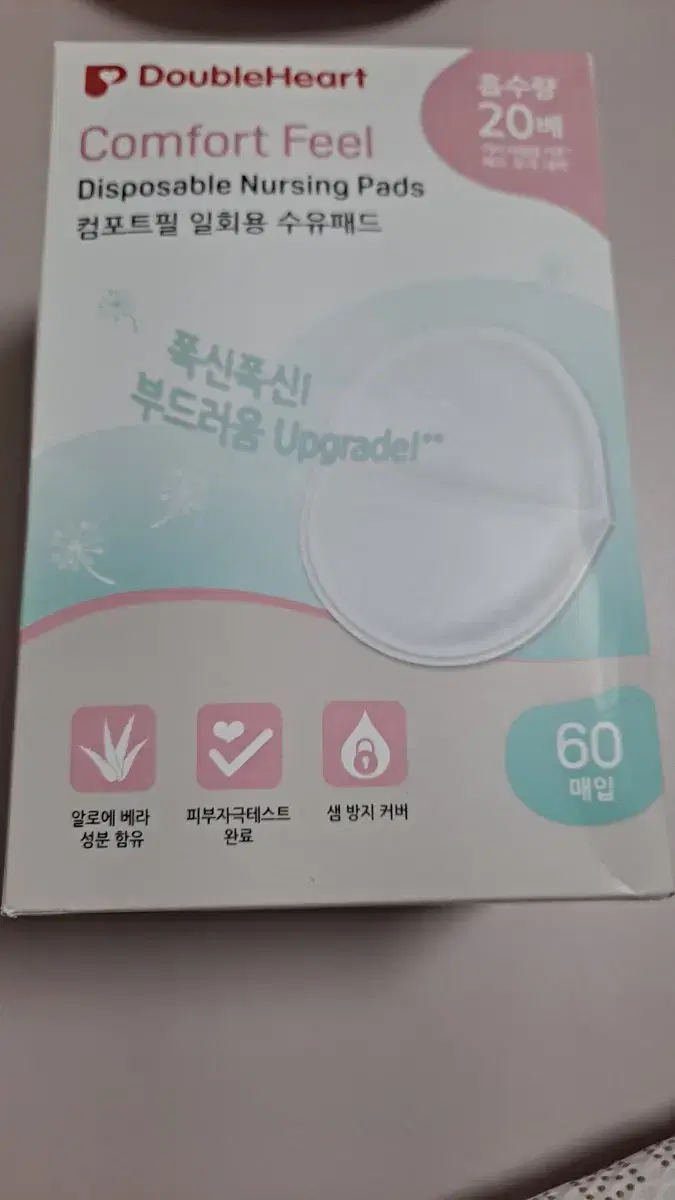 DoubleHeart
Comfort Feel
Disposable Nursing Pads
컴포트필 일회용 수유패드
흡수량
20배
폭신폭신!
부드러움 Upgrade!**
알로에 베라
성분 함유
피부자극테스트
완료
샘 방지 커버
60
매입